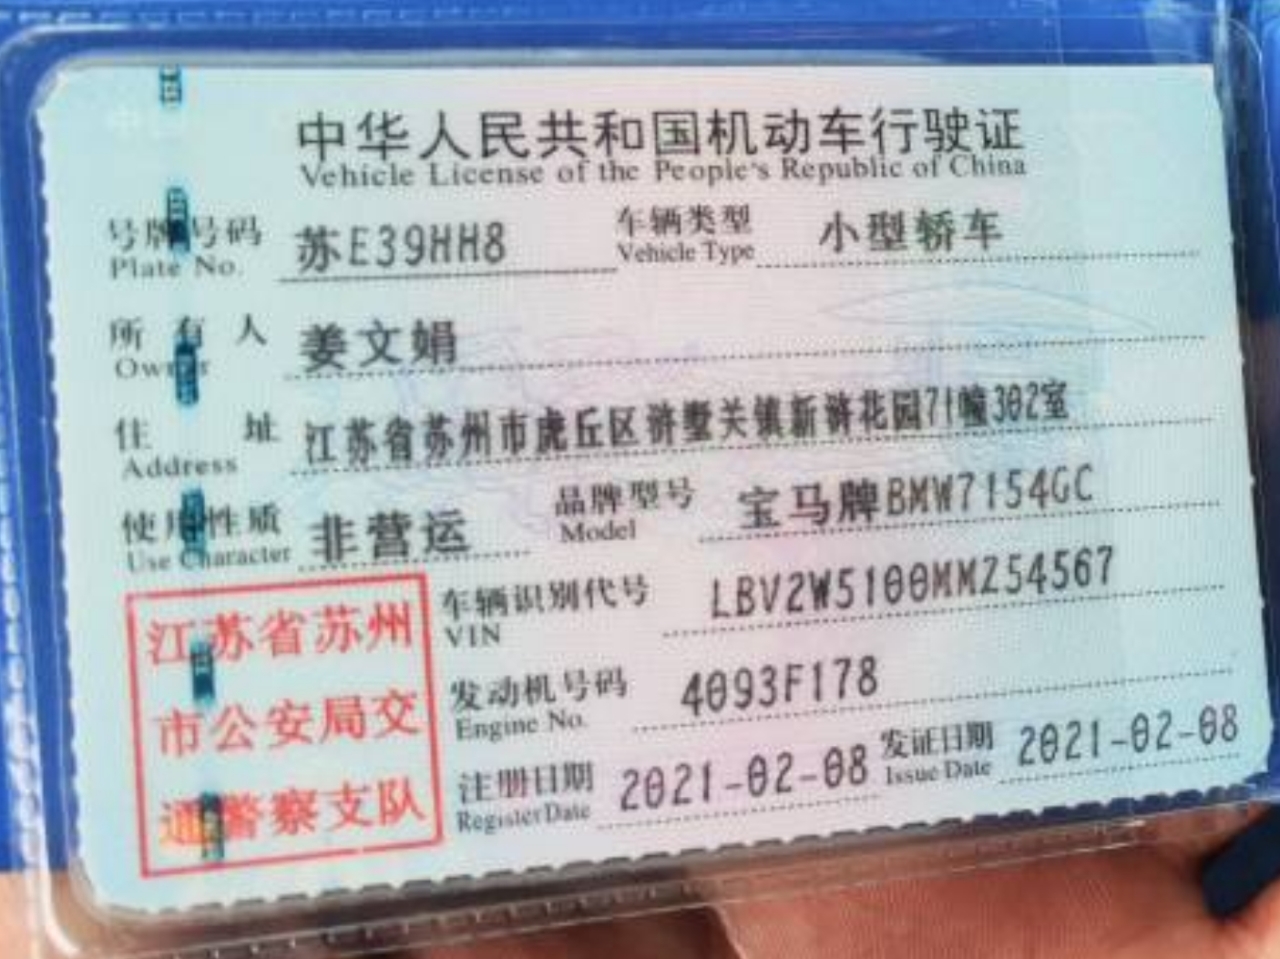 中华人民共和国机动车行驶证
Vehicle License of the People's Republic of China
号牌号码 苏E39HH8 车辆类型 小型轿车
Plate No. Vehicle Type
所有人 姜文娟
Owner
住址 江苏省苏州市虎丘区浒墅关镇新浒花园71幢302室
Address
使用性质 非营运 品牌型号 宝马牌BMW7154GC
Use Character Model
车辆识别代号 LBV2W5100MMZ54567
VIN
发动机号码 4093F178
Engine No.
注册日期 2021-02-08 发证日期 2021-02-08
Register Date Issue Date
江苏省苏州
市公安局交
通警察支队